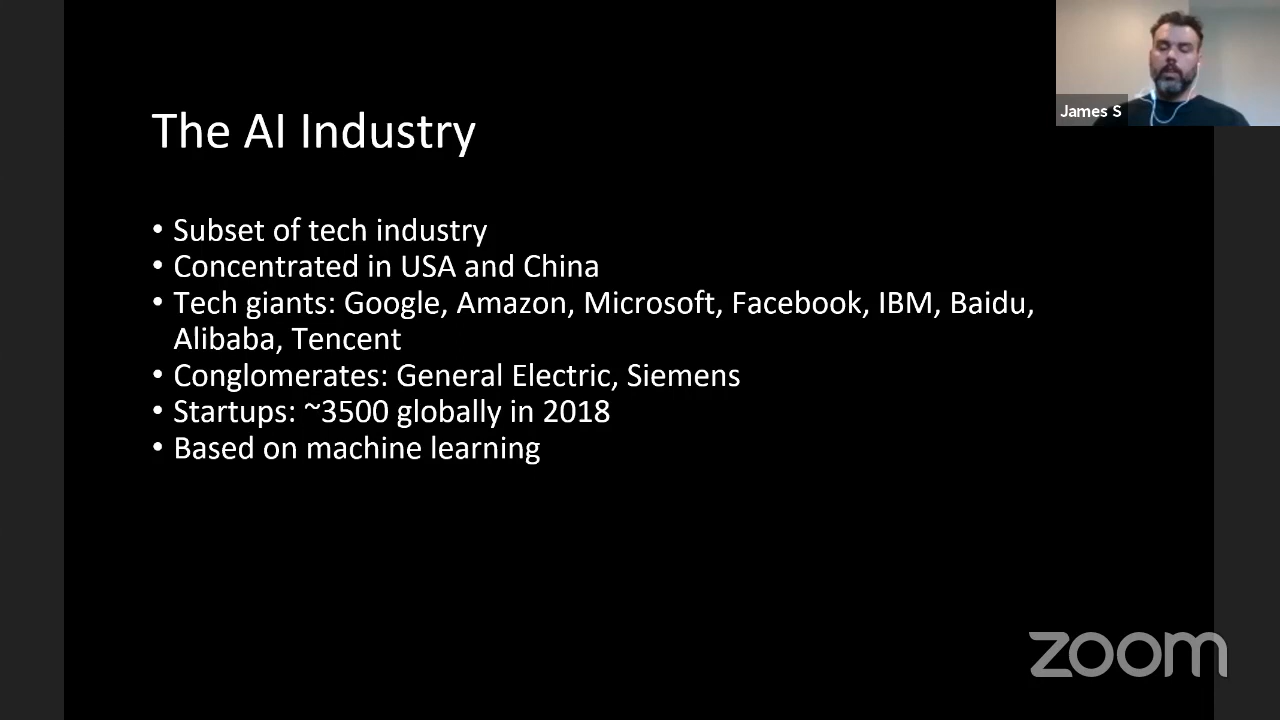 James S
The AI Industry
• Subset of tech industry
• Concentrated in USA and China
• Tech giants: Google, Amazon, Microsoft, Facebook, IBM, Baidu,
Alibaba, Tencent
• Conglomerates: General Electric, Siemens
• Startups: ~3500 globally in 2018
• Based on machine learning
zoom